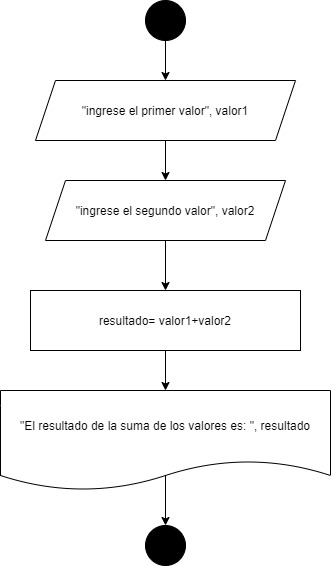 "ingrese el primer valor", valor1
"ingrese el segundo valor", valor2
resultado= valor1+valor2
"El resultado de la suma de los valores es: ", resultado